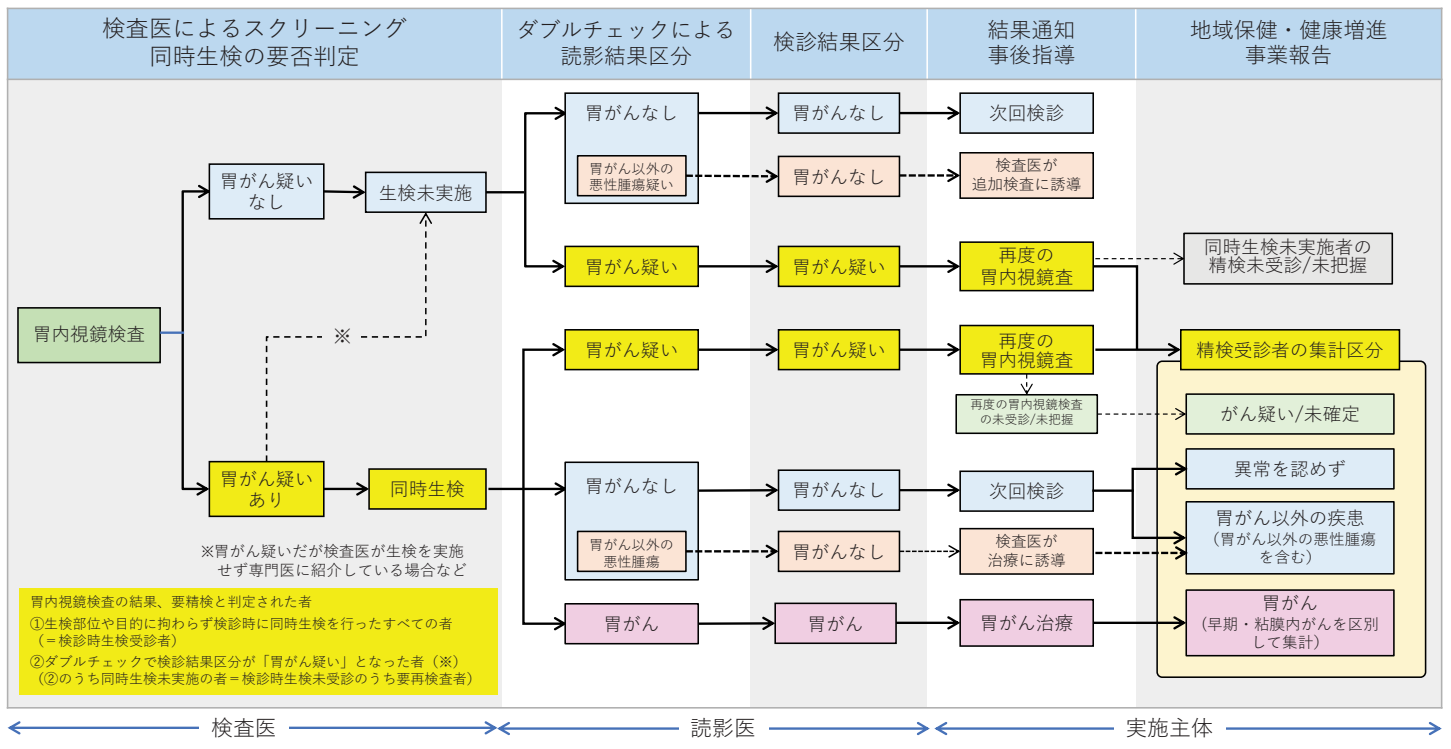 検査医によるスクリーニング
同時生検の要否判定
ダブルチェックによる
読影結果区分
検診結果区分
結果通知
事後指導
地域保健・健康増進
事業報告
胃内視鏡検査
胃がん疑い
なし
生検未実施
※
胃がん疑い
あり
同時生検
※胃がん疑いだが検査医が生検を実施
せず専門医に紹介している場合など
胃内視鏡検査の結果、要精検と判定された者
①生検部位や目的に拘わらず検診時に同時生検を行ったすべての者
（＝検診時生検受診者）
②ダブルチェックで検診結果区分が「胃がん疑い」となった者（※）
（②のうち同時生検未実施の者＝検診時生検未受診のうち要再検査者）
胃がんなし
胃がん以外の
悪性腫瘍疑い
胃がんなし
次回検診
胃がんなし
検査医が
追加検査に誘導
胃がん疑い
胃がん疑い
再度の
胃内視鏡査
同時生検未実施者の
精検未受診/未把握
胃がん疑い
胃がん疑い
再度の
胃内視鏡査
精検受診者の集計区分
再度の胃内視鏡検査
の未受診/未把握
がん疑い/未確定
胃がんなし
胃がん以外の
悪性腫瘍
胃がんなし
次回検診
異常を認めず
胃がんなし
検査医が
治療に誘導
胃がん以外の疾患
（胃がん以外の悪性腫瘍
を含む）
胃がん
胃がん
胃がん治療
胃がん
（早期・粘膜内がんを区別
して集計）
検査医
読影医
実施主体